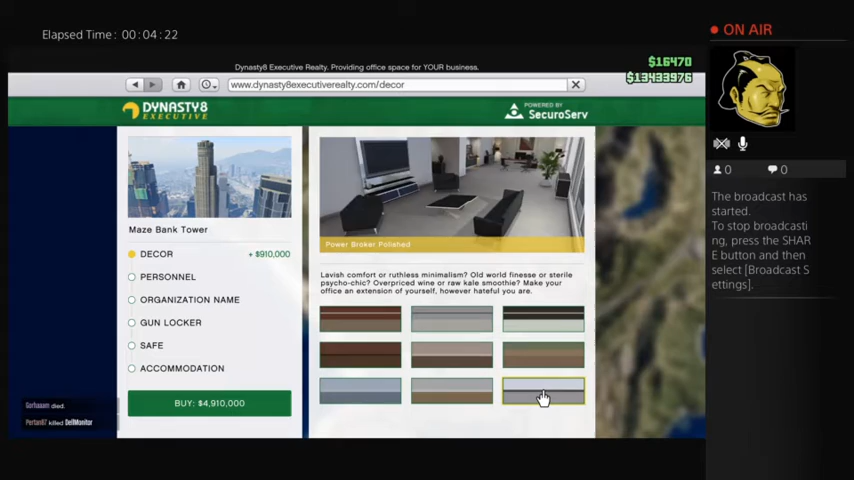 Elapsed Time : 00:04:22
ON AIR
Dynasty8 Executive Realty. Providing office space for YOUR business.
$16470
$13433976
www.dynasty8executiverealty.com/decor
DYNASTY8
EXECUTIVE
POWERED BY
SecuroServ
Maze Bank Tower
DECOR + $910,000
PERSONNEL
ORGANIZATION NAME
GUN LOCKER
SAFE
ACCOMMODATION
BUY: $4,910,000
Power Broker Polished
Lavish comfort or ruthless minimalism? Old world finesse or sterile
psycho-chic? Overpriced wine or raw kale smoothie? Make your
office an extension of yourself, however hateful you are.
died.
killed DellMonitor
0
0
The broadcast has
started.
To stop broadcasti
ng, press the SHAR
E button and then
select [Broadcast S
ettings].